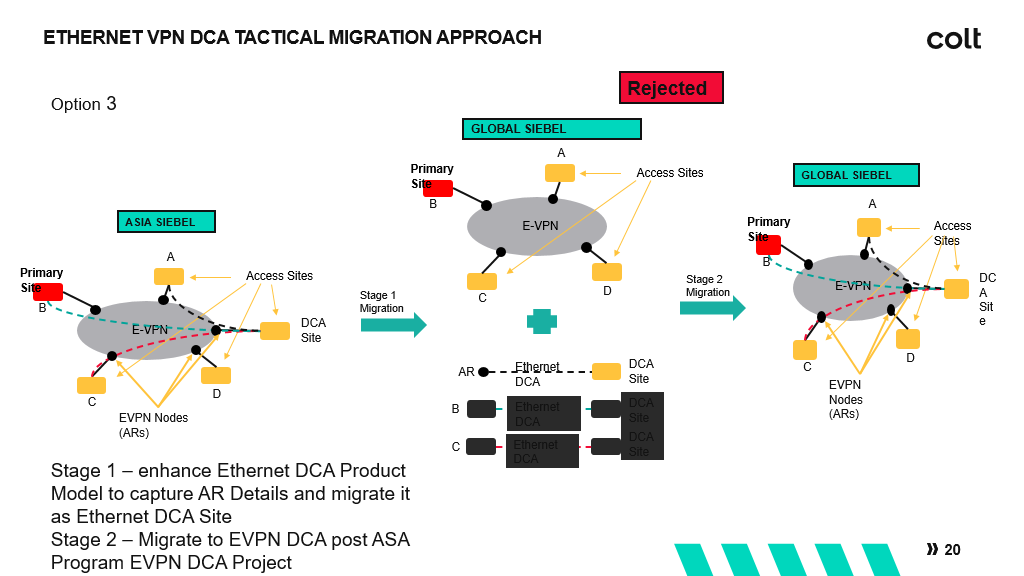 ETHERNET VPN DCA TACTICAL MIGRATION APPROACH
colt
Option 3
Rejected
GLOBAL SIEBEL
A
Primary
Site
B
Access Sites
E-VPN
C
D
ASIA SIEBEL
A
Primary
Site
B
Access Sites
E-VPN
DCA
Site
C
D
EVPN Nodes
(ARs)
Stage 1
Migration
AR
Ethernet
DCA
DCA
Site
B
Ethernet
DCA
DCA
Site
C
Ethernet
DCA
DCA
Site
Stage 2
Migration
GLOBAL SIEBEL
A
Primary
Site
B
Access
Sites
E-VPN
DC
A
Sit
e
C
D
EVPN
Nodes
(ARs)
Stage 1 – enhance Ethernet DCA Product
Model to capture AR Details and migrate it
as Ethernet DCA Site
Stage 2 – Migrate to EVPN DCA post ASA
Program EVPN DCA Project
20